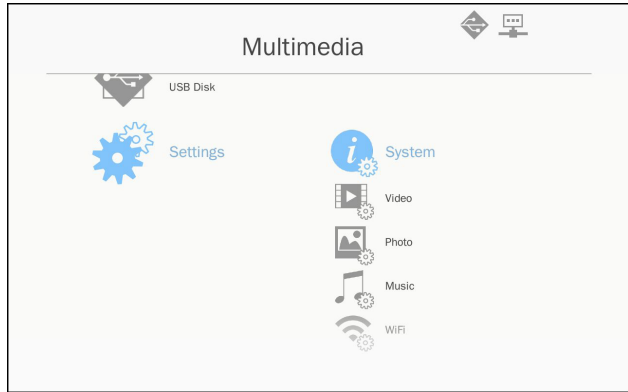 Multimedia
USB Disk
Settings
System
Video
Photo
Music
WiFi